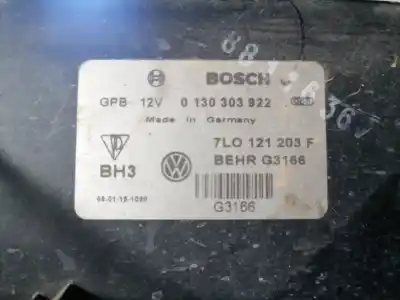 BOSCH
GPB 12V 0 130 303 922
Made in Germany
7L0 121 203 F
BEHR G3166
BH3
G3166